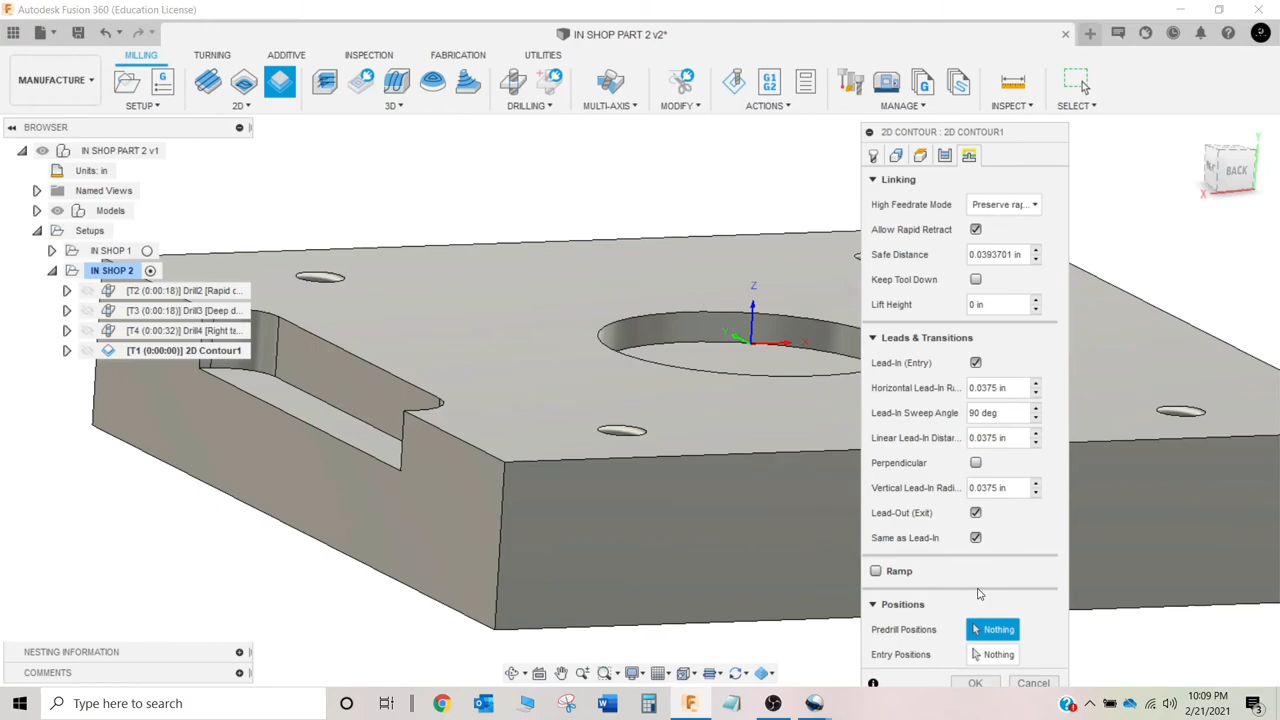 Autodesk Fusion 360 (Education License)
IN SHOP PART 2 v2*
MILLING TURNING ADDITIVE INSPECTION FABRICATION UTILITIES
MANUFACTURE
G
G1
G2
SETUP 2D 3D DRILLING MULTI-AXIS MODIFY ACTIONS MANAGE INSPECT SELECT
BROWSER
IN SHOP PART 2 v1
Units: in
Named Views
Models
Setups
IN SHOP 1
IN SHOP 2
[T2 (0:00:18)] Drill2 [Rapid c...
[T3 (0:00:18)] Drill3 [Deep d...
[T4 (0:00:32)] Drill4 [Right ta...
[T1 (0:00:00)] 2D Contour1
Z
Y
X
Y
BACK
X
2D CONTOUR : 2D CONTOUR1
Linking
High Feedrate Mode Preserve rap...
Allow Rapid Retract
Safe Distance 0.0393701 in
Keep Tool Down
Lift Height 0 in
Leads & Transitions
Lead-In (Entry)
Horizontal Lead-In R... 0.0375 in
Lead-In Sweep Angle 90 deg
Linear Lead-In Distan... 0.0375 in
Perpendicular
Vertical Lead-In Radi... 0.0375 in
Lead-Out (Exit)
Same as Lead-In
Ramp
Positions
Predrill Positions Nothing
Entry Positions Nothing
OK Cancel
NESTING INFORMATION
COMMENTS
Type here to search
10:09 PM
2/21/2021
3